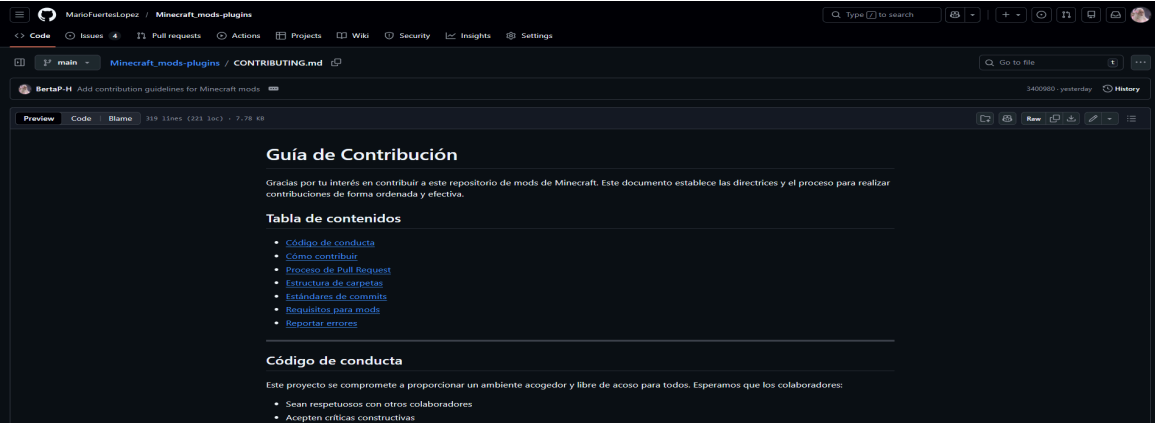 MarioFuertesLopez / Minecraft_mods-plugins
Type / to search
Code Issues 4 Pull requests Actions Projects Wiki Security Insights Settings
main Minecraft_mods-plugins / CONTRIBUTING.md Go to file t
BertaP-H Add contribution guidelines for Minecraft mods 3400980 · yesterday History
Preview Code Blame 319 lines (221 loc) · 7.78 KB Raw
Guía de Contribución
Gracias por tu interés en contribuir a este repositorio de mods de Minecraft. Este documento establece las directrices y el proceso para realizar
contribuciones de forma ordenada y efectiva.
Tabla de contenidos
Código de conducta
Cómo contribuir
Proceso de Pull Request
Estructura de carpetas
Estándares de commits
Requisitos para mods
Reportar errores
Código de conducta
Este proyecto se compromete a proporcionar un ambiente acogedor y libre de acoso para todos. Esperamos que los colaboradores:
Sean respetuosos con otros colaboradores
Acepten críticas constructivas